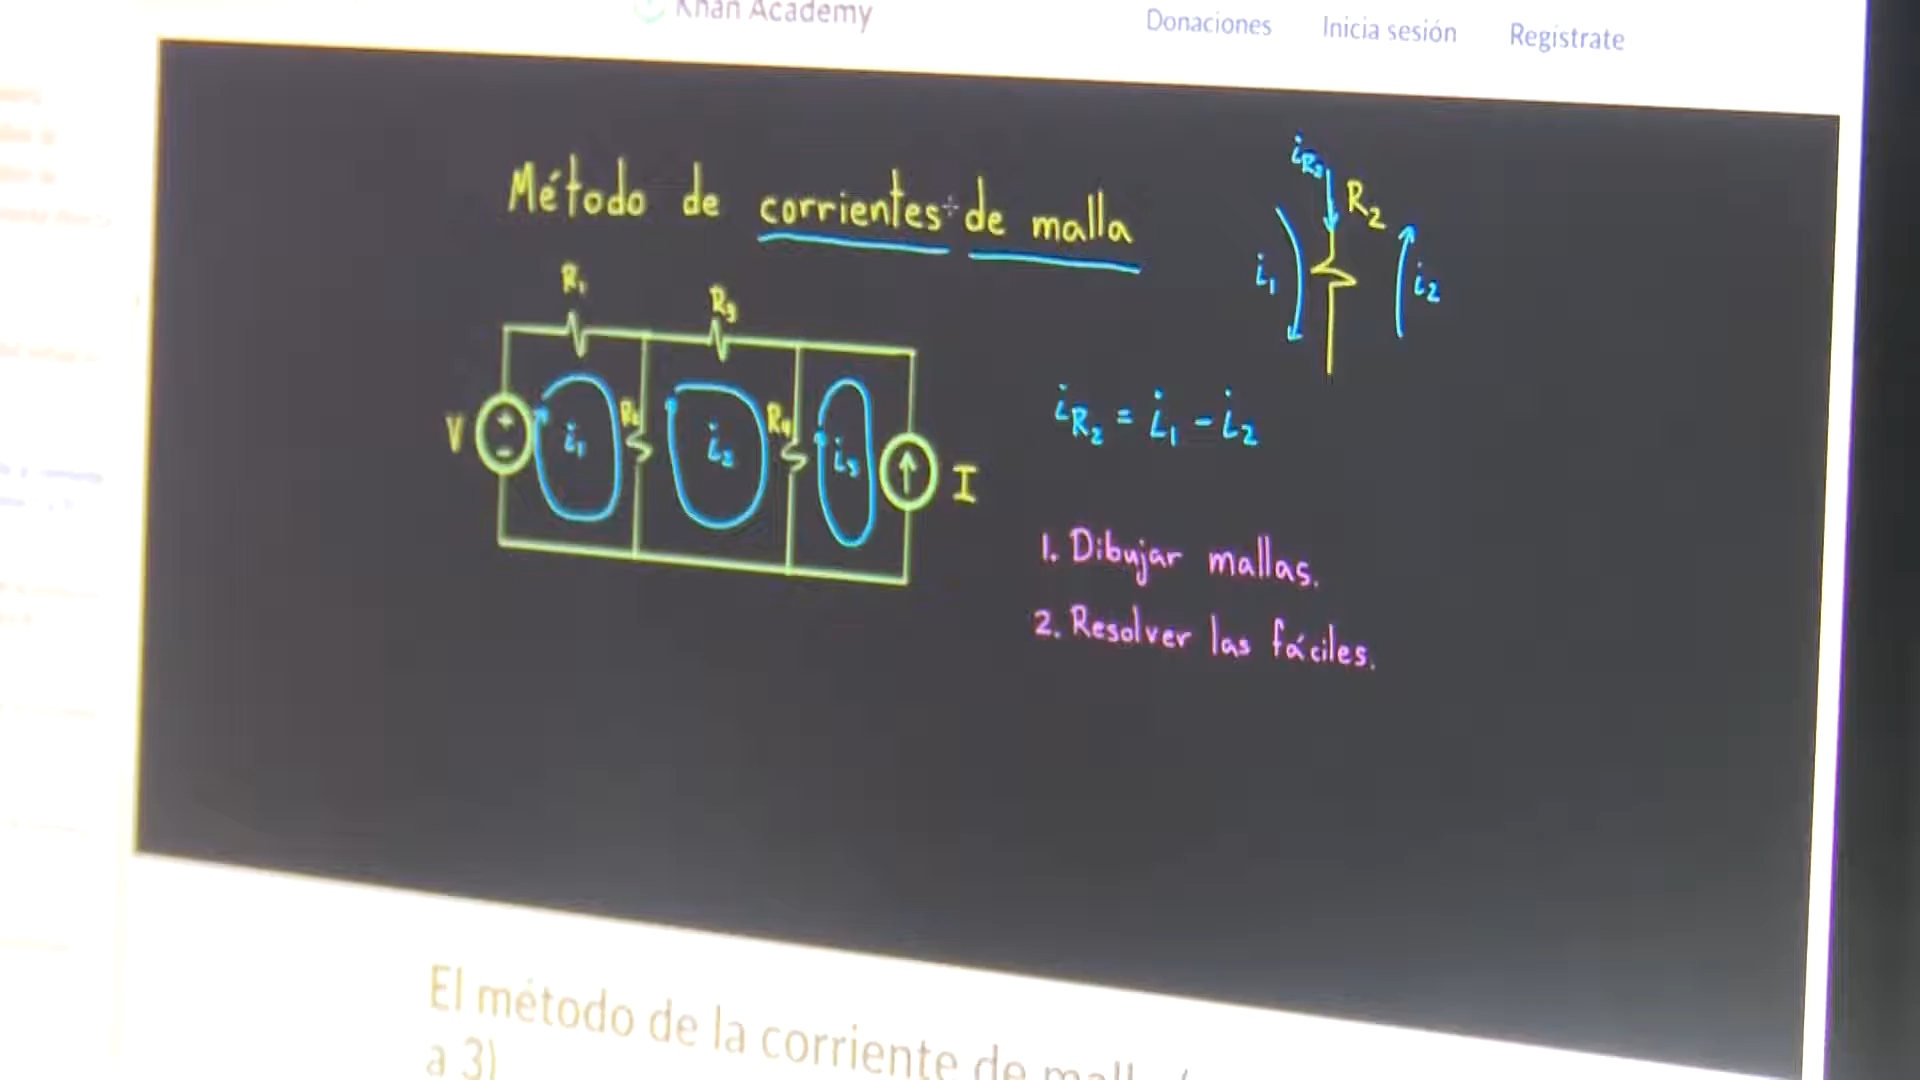 Khan Academy
Donaciones Inicia sesión Registrate
Método de corrientes de malla
iR₂
R₂
i₁
i₂
R₁
R₃
V
i₁
R₂
i₂
R₄
i₃
I
iR₂ = i₁ - i₂
1. Dibujar mallas.
2. Resolver las fáciles.
El método de la corriente de
a 3)